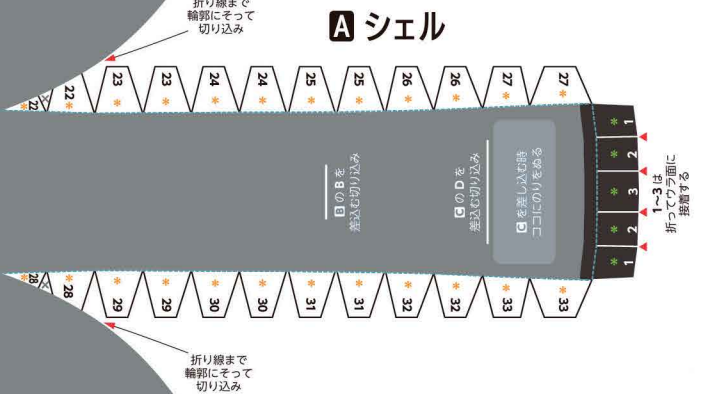 折り線まで
輪郭にそって
切り込み
A シェル
22 22 23 23 24 24 25 25 26 26 27 27
B の B を
差込む切り込み
C の D を
差込む切り込み
C を差し込む時
ココにのりをぬる
1
2
3
2
1
1~3 は
折ってウラ面に
接着する
28 28 29 29 30 30 31 31 32 32 33 33
折り線まで
輪郭にそって
切り込み